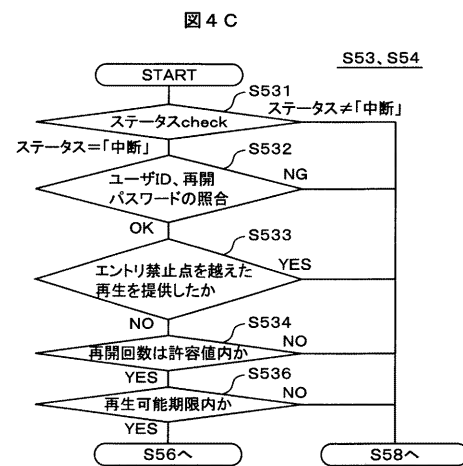 図4C
S53、S54
START
S531
ステータスcheck
ステータス≠「中断」
ステータス=「中断」
S532
ユーザID、再開
パスワードの照合
NG
OK
S533
エントリ禁止点を越えた
再生を提供したか
YES
NO
S534
再開回数は許容値内か
NO
YES
S536
再生可能期限内か
NO
YES
S56へ
S58へ